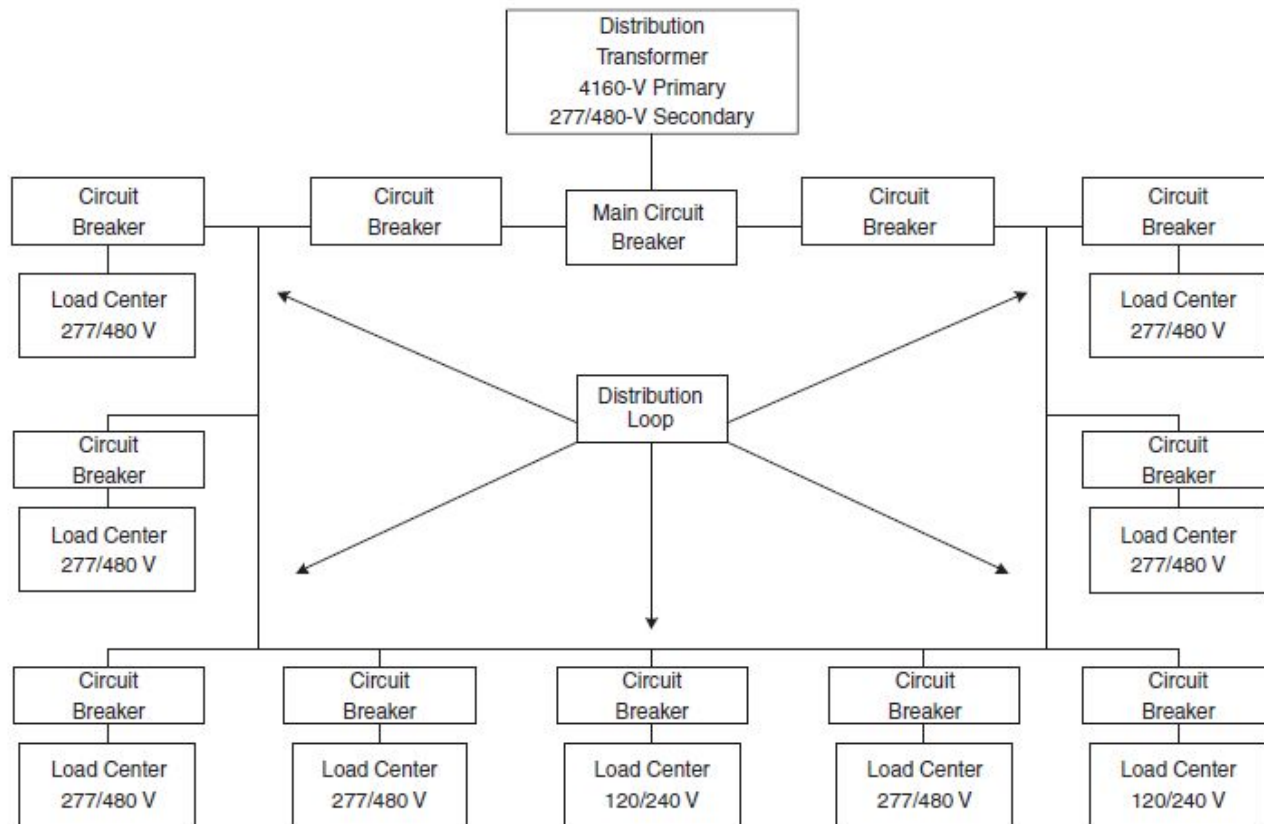 Distribution
Transformer
4160-V Primary
277/480-V Secondary
Circuit
Breaker
Circuit
Breaker
Main Circuit
Breaker
Circuit
Breaker
Circuit
Breaker
Load Center
277/480 V
Load Center
277/480 V
Distribution
Loop
Circuit
Breaker
Load Center
277/480 V
Circuit
Breaker
Load Center
277/480 V
Circuit
Breaker
Load Center
277/480 V
Circuit
Breaker
Load Center
277/480 V
Circuit
Breaker
Load Center
120/240 V
Circuit
Breaker
Load Center
277/480 V
Circuit
Breaker
Load Center
120/240 V